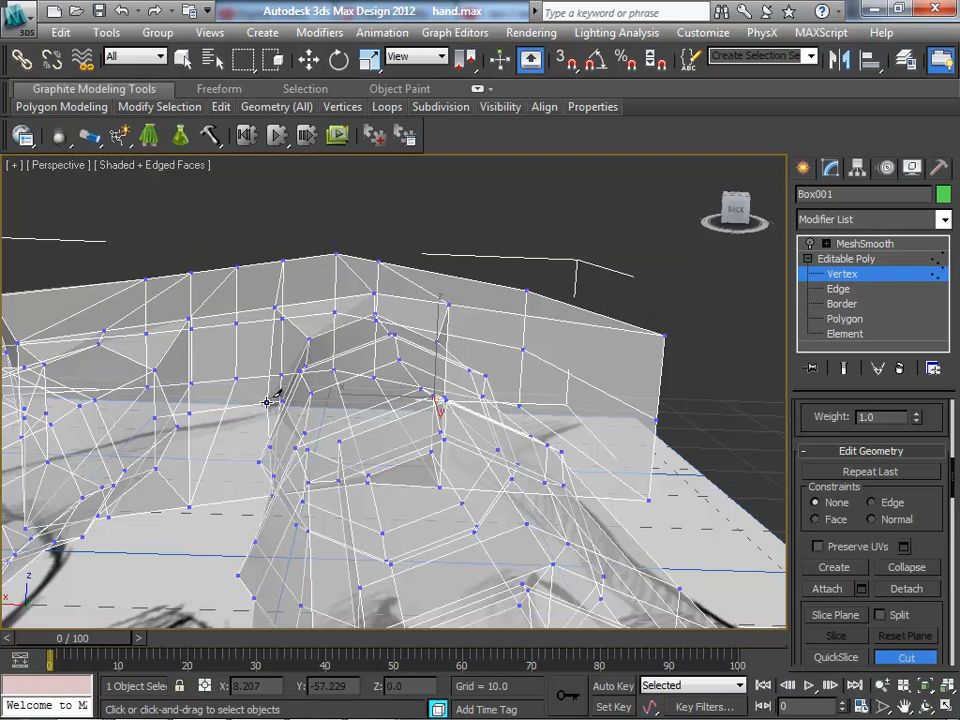 Autodesk 3ds Max Design 2012 hand.max
Type a keyword or phrase
3DS
Edit Tools Group Views Create Modifiers Animation Graph Editors Rendering Lighting Analysis Customize PhysX MAXScript Help
All View 3 Create Selection Se
Graphite Modeling Tools Freeform Selection Object Paint
Polygon Modeling Modify Selection Edit Geometry (All) Vertices Loops Subdivision Visibility Align Properties
[ + ] [ Perspective ] [ Shaded + Edged Faces ]
BACK
Box001
Modifier List
MeshSmooth
Editable Poly
Vertex
Edge
Border
Polygon
Element
Weight: 1.0
- Edit Geometry
Repeat Last
Constraints
None Edge
Face Normal
Preserve UVs
Create Collapse
Attach Detach
Slice Plane Split
Slice Reset Plane
QuickSlice Cut
z
x
y
< 0 / 100 >
0 10 20 30 40 50 60 70 80 90 100
1 Object Sele X: 8.207 Y: -57.229 Z: 0.0 Grid = 10.0 Auto Key Selected
Welcome to M Click or click-and-drag to select objects Add Time Tag Set Key Key Filters... 0